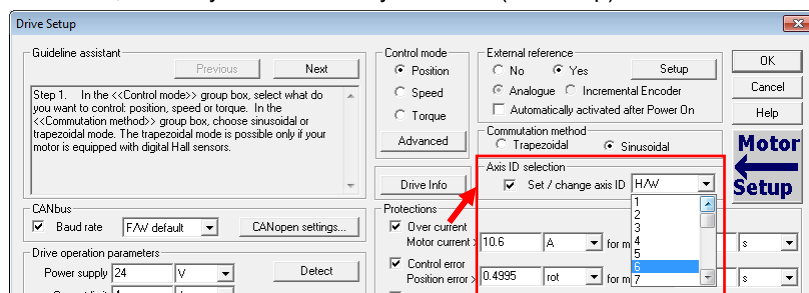 Drive Setup
Guideline assistant
Previous
Next
Step 1. In the <<Control mode>> group box, select what do
you want to control: position, speed or torque. In the
<<Commutation method>> group box, choose sinusoidal or
trapezoidal mode. The trapezoidal mode is possible only if your
motor is equipped with digital Hall sensors.
Control mode
Position
Speed
Torque
Advanced
Drive Info
External reference
No
Yes
Setup
Analogue
Incremental Encoder
Automatically activated after Power On
Commutation method
Trapezoidal
Sinusoidal
Axis ID selection
Set / change axis ID
H/W
1
2
3
4
5
6
7
OK
Cancel
Help
Motor
Setup
CANbus
Baud rate
F/W default
CANopen settings...
Drive operation parameters
Power supply
24
V
Detect
Protections
Over current
Motor current >
10.6
A
for m
s
Control error
Position error >
0.4995
rot
for m
s